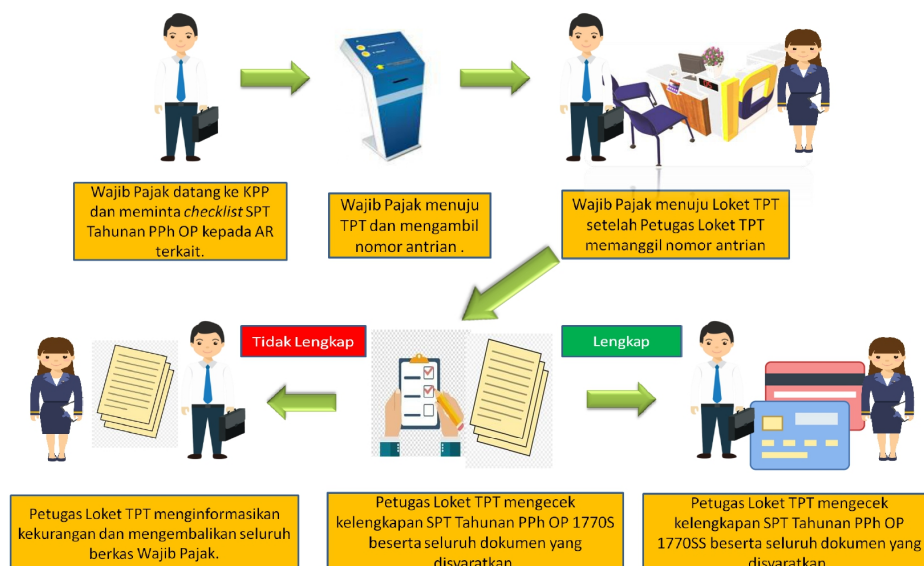 Wajib Pajak datang ke KPP
dan meminta checklist SPT
Tahunan PPh OP kepada AR
terkait.
Wajib Pajak menuju
TPT dan mengambil
nomor antrian .
Wajib Pajak menuju Loket TPT
setelah Petugas Loket TPT
memanggil nomor antrian
Tidak Lengkap
Lengkap
Petugas Loket TPT menginformasikan
kekurangan dan mengembalikan seluruh
berkas Wajib Pajak.
Petugas Loket TPT mengecek
kelengkapan SPT Tahunan PPh OP 1770S
beserta seluruh dokumen yang
disyaratkan
Petugas Loket TPT mengecek
kelengkapan SPT Tahunan PPh OP
1770SS beserta seluruh dokumen yang
disyaratkan